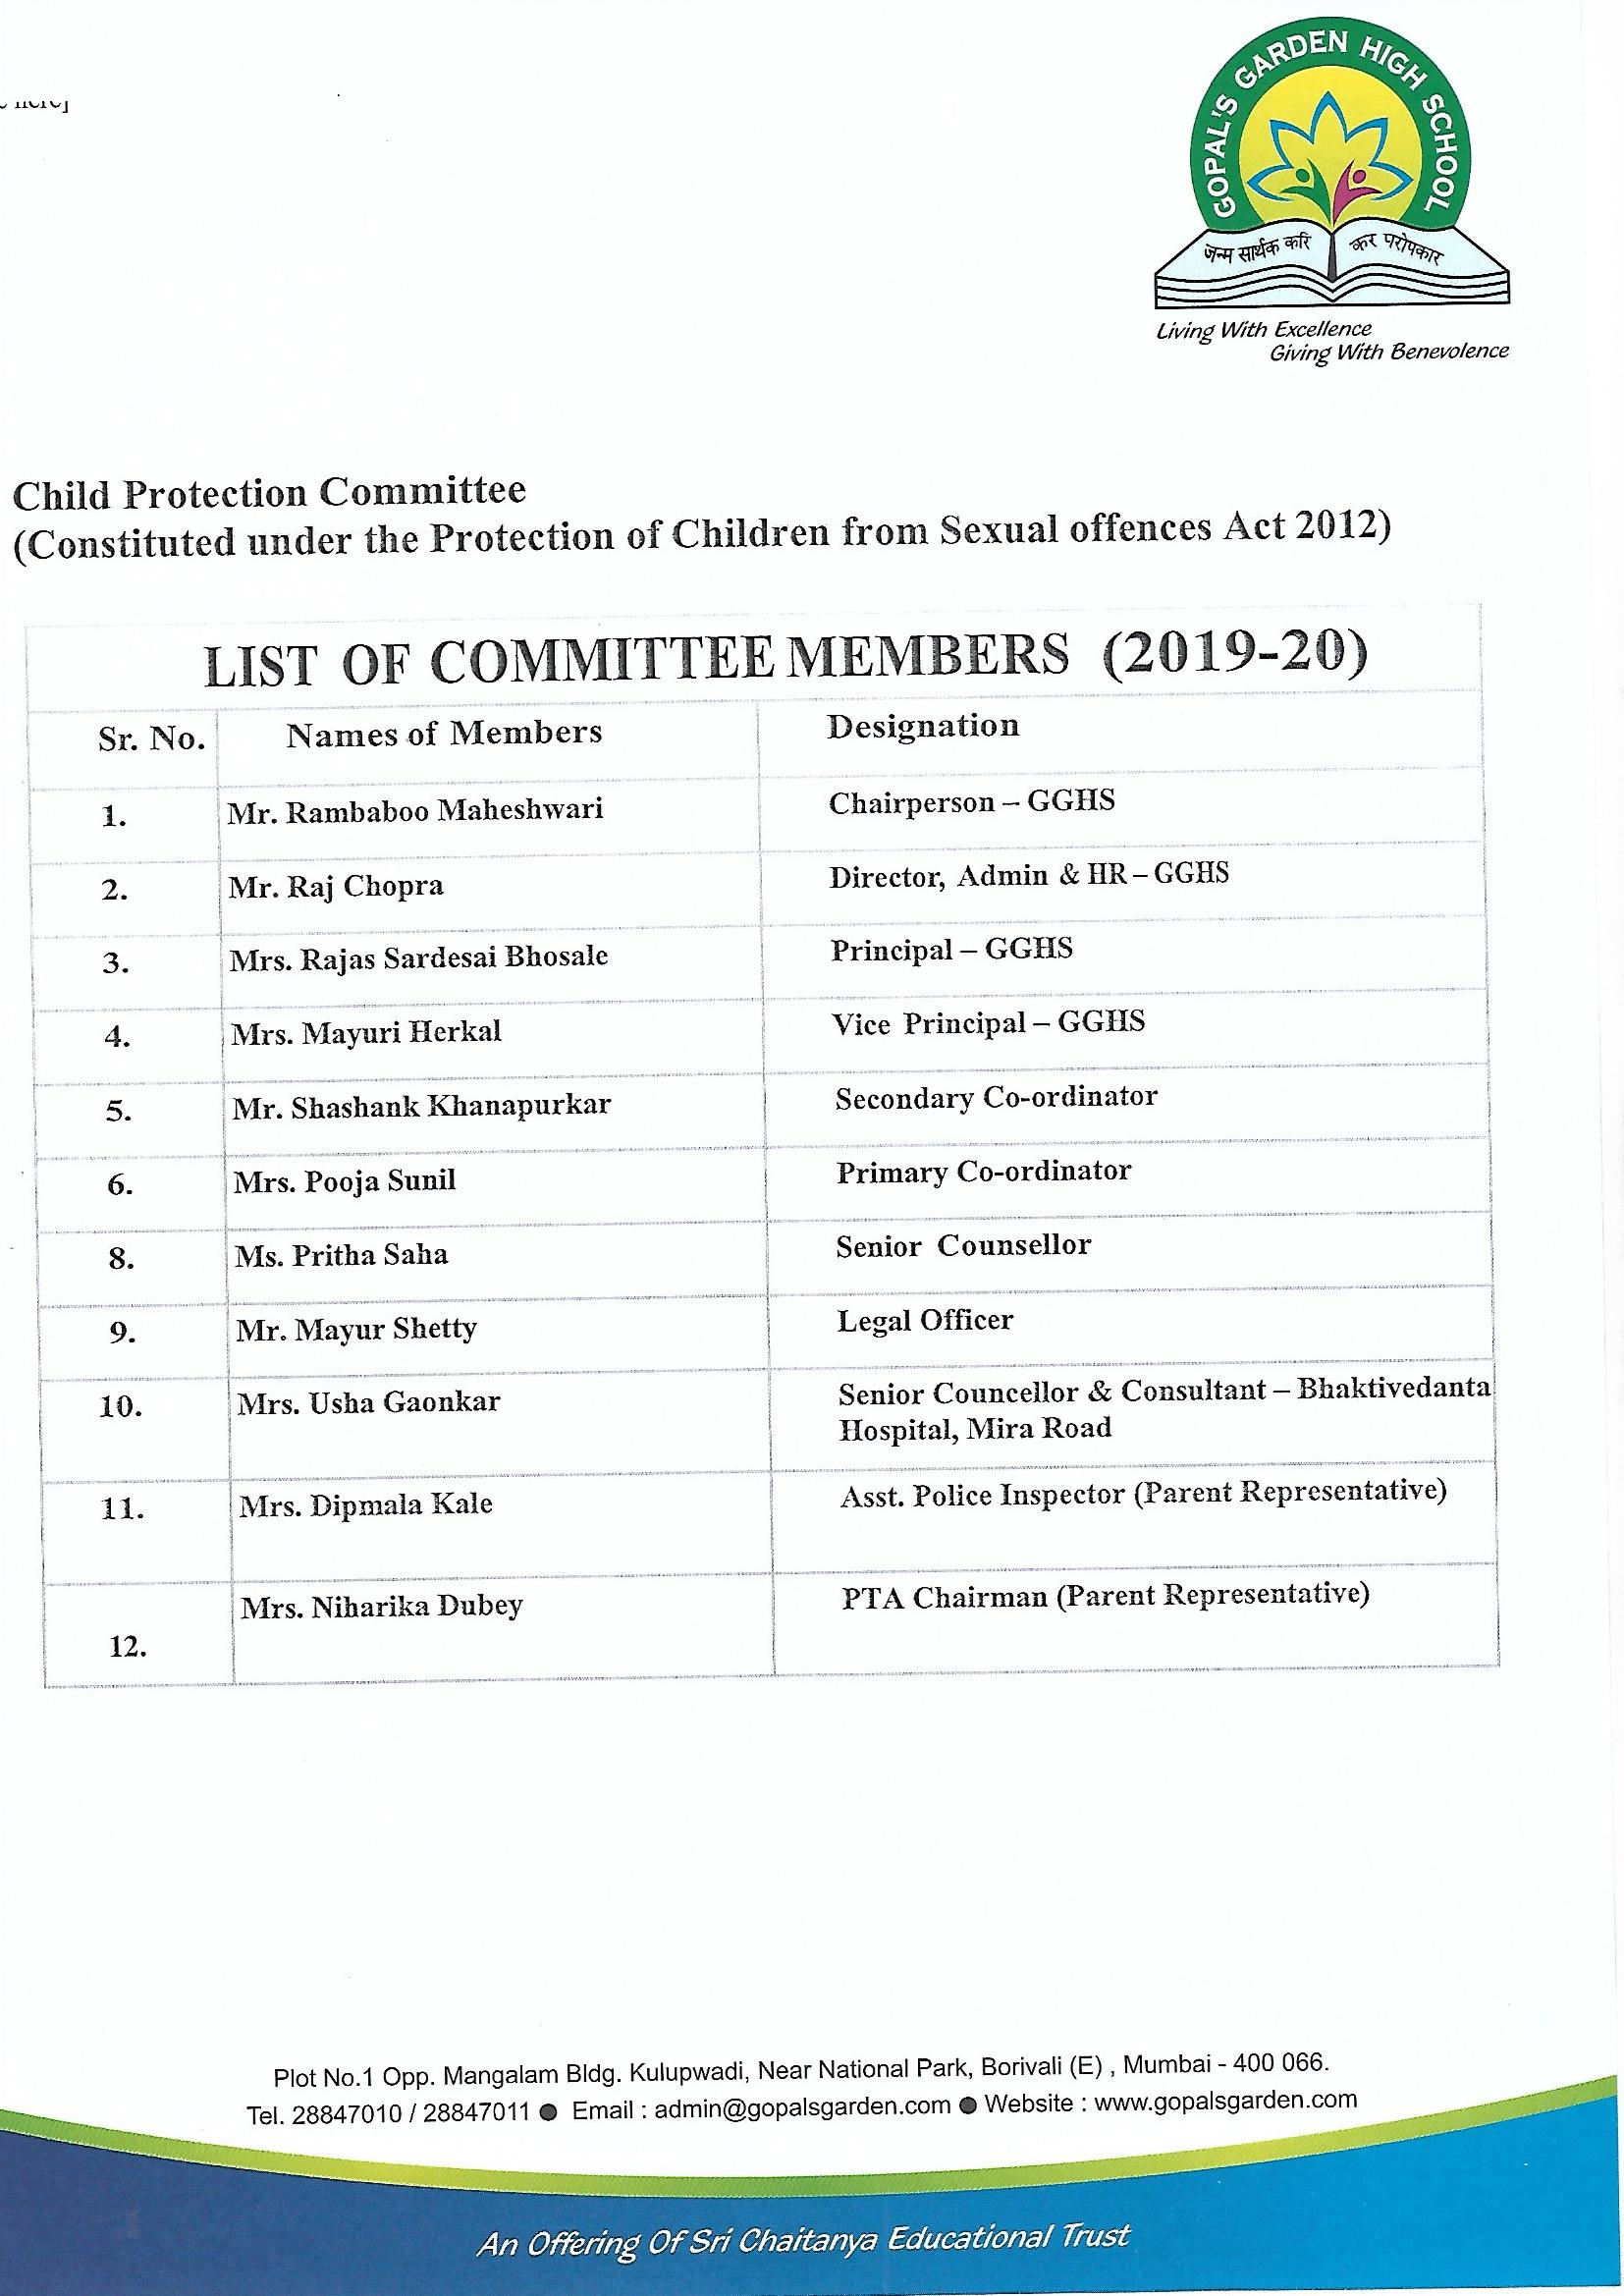 GOPAL'S GARDEN HIGH SCHOOL
जन्म सार्थक करि कर परोपकार
Living With Excellence
Giving With Benevolence
Child Protection Committee
(Constituted under the Protection of Children from Sexual offences Act 2012)
LIST OF COMMITTEE MEMBERS (2019-20)
Sr. No. Names of Members Designation
1. Mr. Rambaboo Maheshwari Chairperson – GGHS
2. Mr. Raj Chopra Director, Admin & HR – GGHS
3. Mrs. Rajas Sardesai Bhosale Principal – GGHS
4. Mrs. Mayuri Herkal Vice Principal – GGHS
5. Mr. Shashank Khanapurkar Secondary Co-ordinator
6. Mrs. Pooja Sunil Primary Co-ordinator
8. Ms. Pritha Saha Senior Counsellor
9. Mr. Mayur Shetty Legal Officer
10. Mrs. Usha Gaonkar Senior Councellor & Consultant – Bhaktivedanta
Hospital, Mira Road
11. Mrs. Dipmala Kale Asst. Police Inspector (Parent Representative)
Mrs. Niharika Dubey PTA Chairman (Parent Representative)
12.
Plot No.1 Opp. Mangalam Bldg. Kulupwadi, Near National Park, Borivali (E) , Mumbai - 400 066.
Tel. 28847010 / 28847011 ● Email : admin@gopalsgarden.com ● Website : www.gopalsgarden.com
An Offering Of Sri Chaitanya Educational Trust